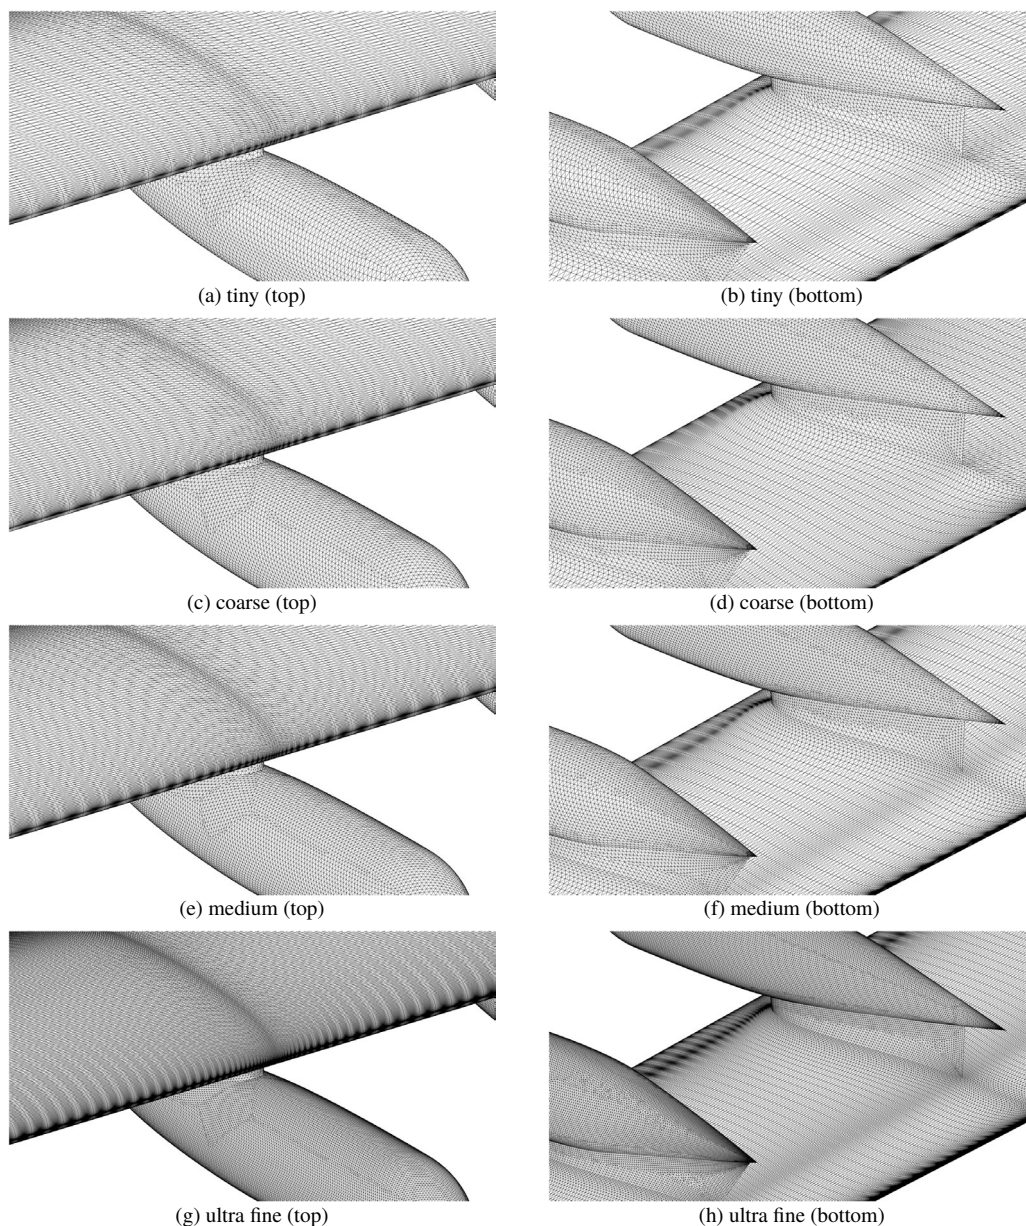 (a) tiny (top)
(b) tiny (bottom)
(c) coarse (top)
(d) coarse (bottom)
(e) medium (top)
(f) medium (bottom)
(g) ultra fine (top)
(h) ultra fine (bottom)